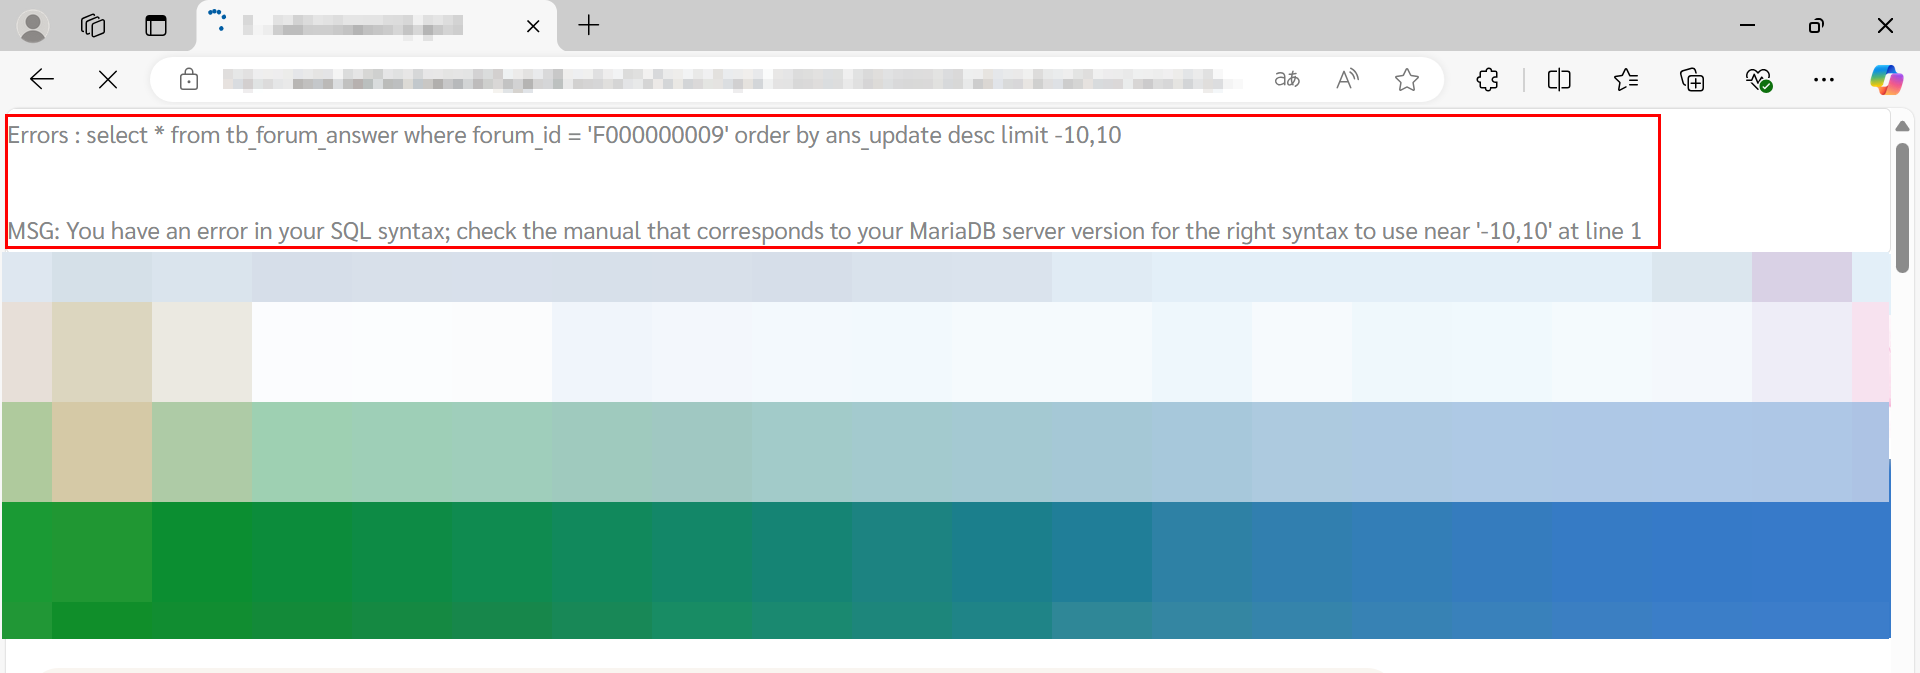 aあ
A
Errors : select * from tb_forum_answer where forum_id = 'F000000009' order by ans_update desc limit -10,10
MSG: You have an error in your SQL syntax; check the manual that corresponds to your MariaDB server version for the right syntax to use near '-10,10' at line 1